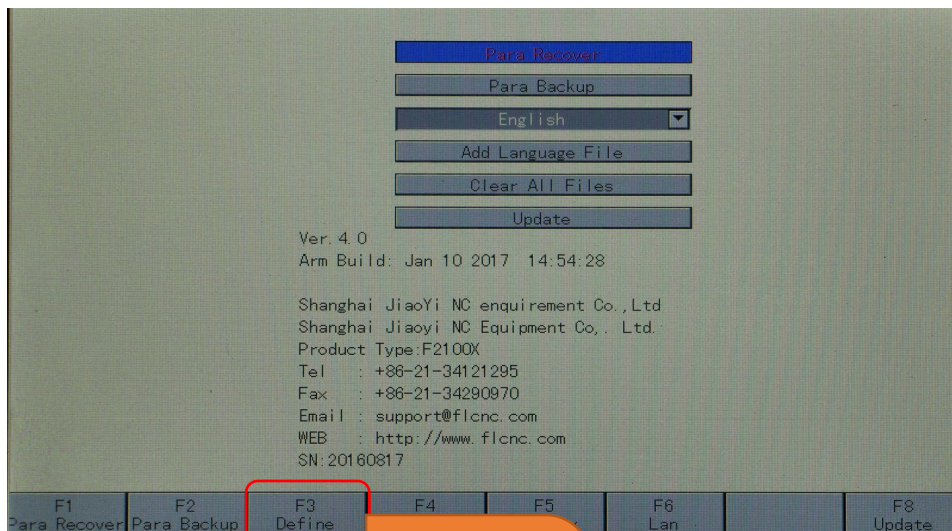 Para Recover
Para Backup
English
Add Language File
Clear All Files
Update
Ver. 4.0
Arm Build: Jan 10 2017 14:54:28
Shanghai JiaoYi NC enquirement Co.,Ltd
Shanghai Jiaoyi NC Equipment Co,. Ltd.
Product Type:F2100X
Tel : +86-21-34121295
Fax : +86-21-34290970
Email : support@flcnc.com
WEB : http://www.flcnc.com
SN:20160817
F1 F2 F3 F4 F5 F6 F8
Para Recover Para Backup Define Lan Update